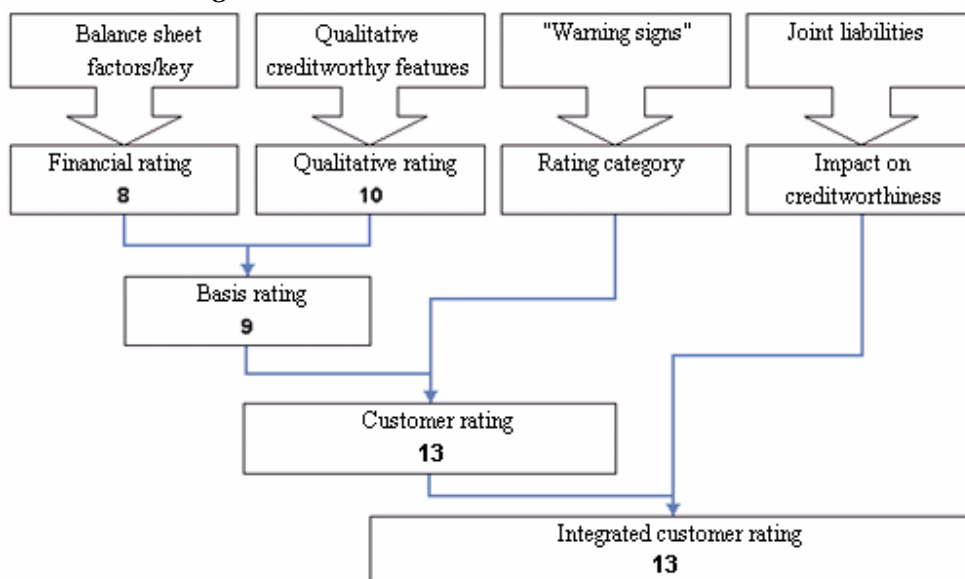 Balance sheet
factors/key
Qualitative
creditworthy features
"Warning signs"
Joint liabilities
Financial rating
8
Qualitative rating
10
Rating category
Impact on
creditworthiness
Basis rating
9
Customer rating
13
Integrated customer rating
13